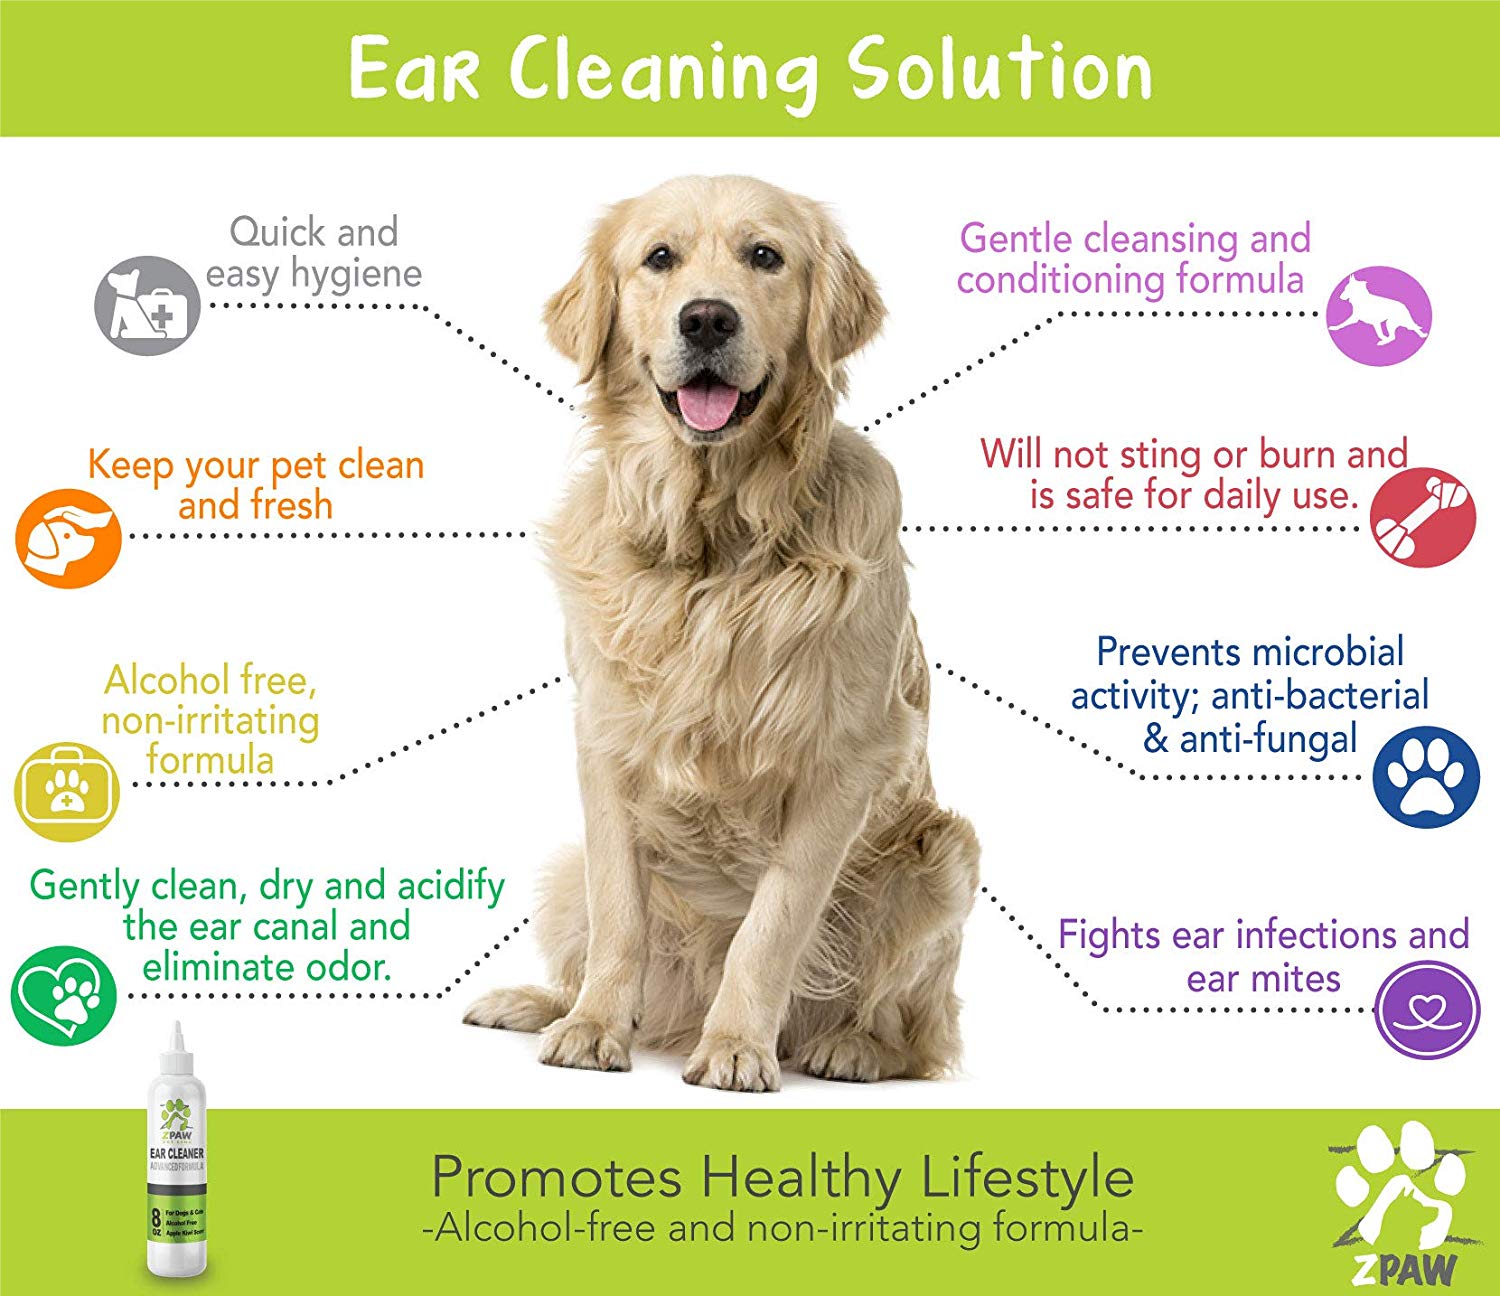 Ear Cleaning Solution
Quick and
easy hygiene
Gentle cleansing and
conditioning formula
Keep your pet clean
and fresh
Will not sting or burn and
is safe for daily use.
Alcohol free,
non-irritating
formula
Prevents microbial
activity; anti-bacterial
& anti-fungal
Gently clean, dry and acidify
the ear canal and
eliminate odor.
Fights ear infections and
ear mites
ZPAW
EAR CLEANER
ADVANCED FORMULA
8
OZ
For Dogs & Cats
Alcohol Free
Apple Kiwi Scent
Promotes Healthy Lifestyle
-Alcohol-free and non-irritating formula-
ZPAW